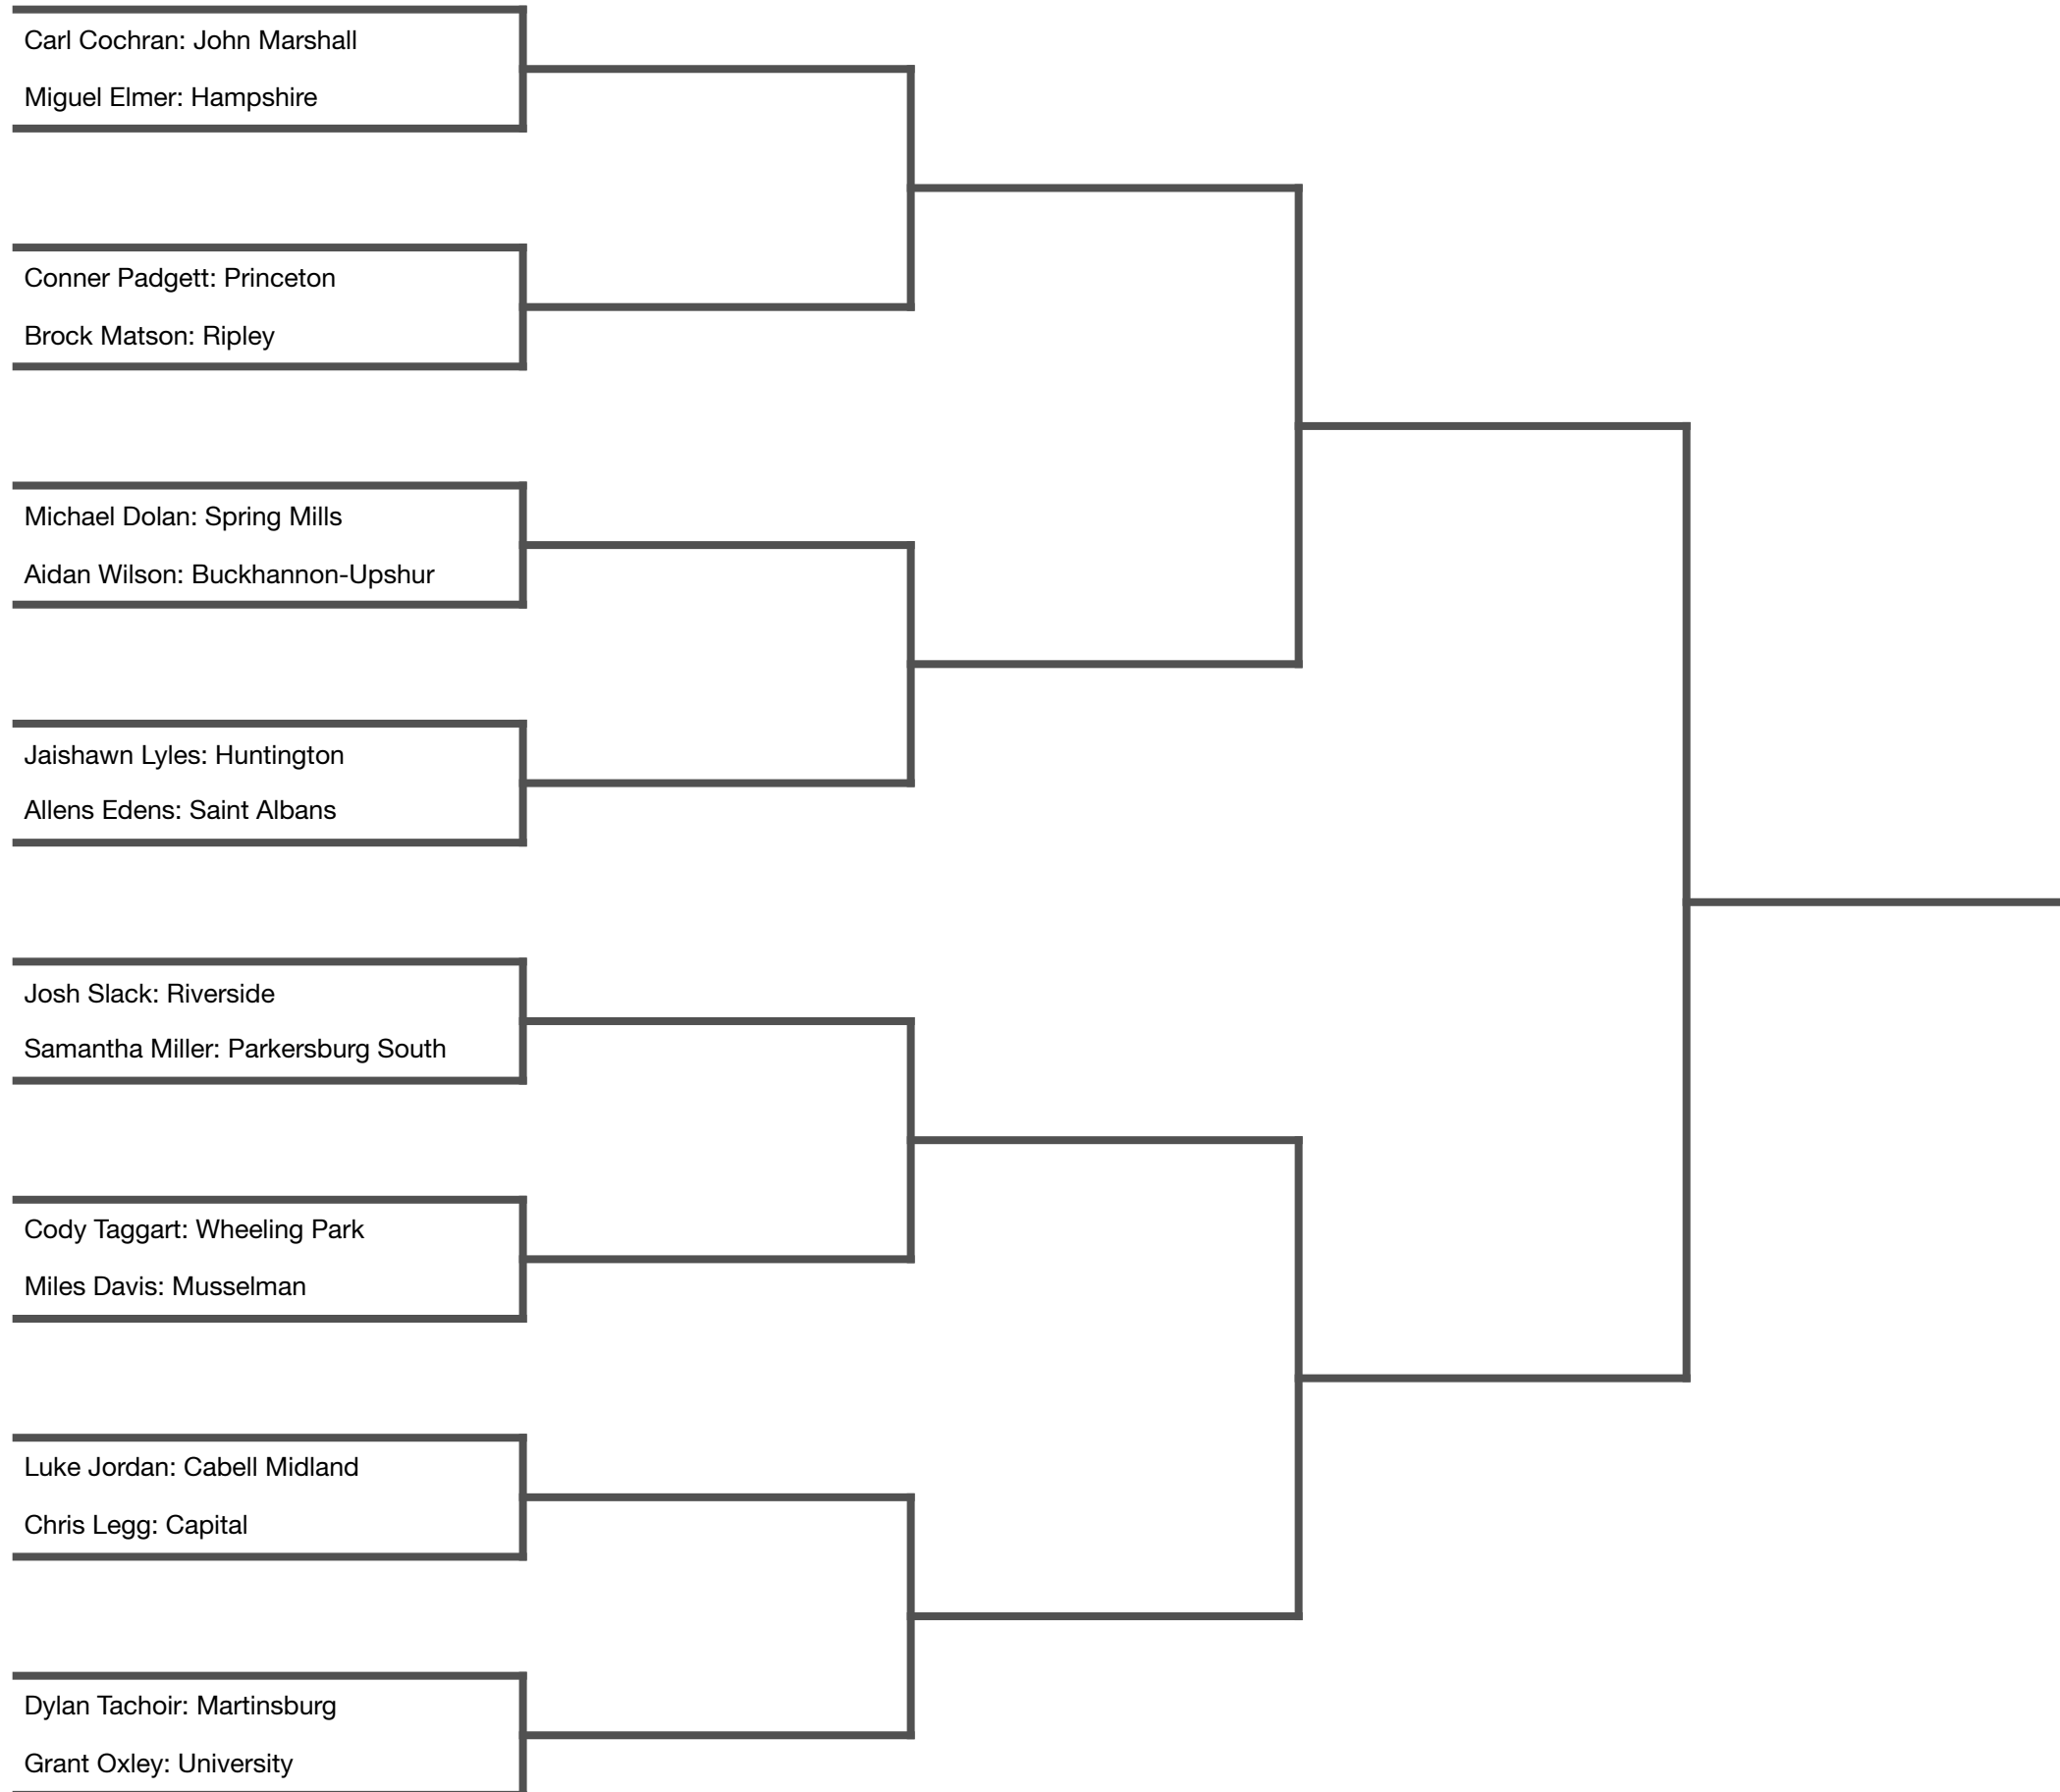 Carl Cochran: John Marshall
Miguel Elmer: Hampshire
Conner Padgett: Princeton
Brock Matson: Ripley
Michael Dolan: Spring Mills
Aidan Wilson: Buckhannon-Upshur
Jaishawn Lyles: Huntington
Allens Edens: Saint Albans
Josh Slack: Riverside
Samantha Miller: Parkersburg South
Cody Taggart: Wheeling Park
Miles Davis: Musselman
Luke Jordan: Cabell Midland
Chris Legg: Capital
Dylan Tachoir: Martinsburg
Grant Oxley: University